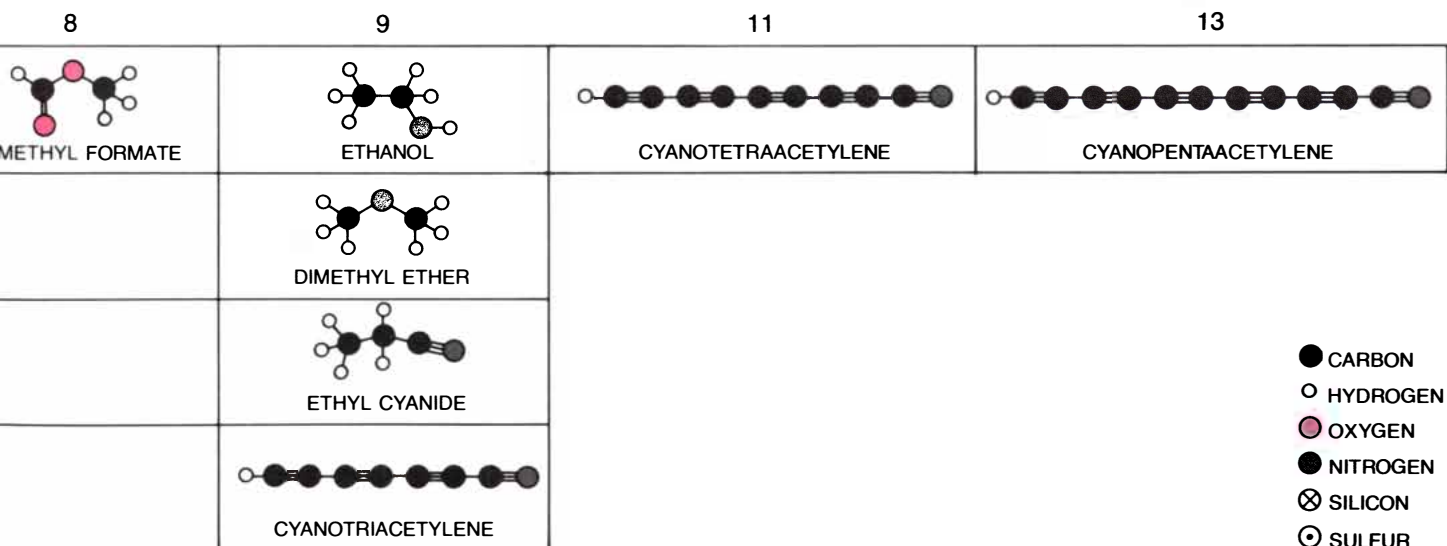 8 9 11 13
METHYL FORMATE ETHANOL CYANOTETRAACETYLENE CYANOPENTAACETYLENE
DIMETHYL ETHER
ETHYL CYANIDE
CYANOTRIACETYLENE
CARBON
HYDROGEN
OXYGEN
NITROGEN
SILICON
SULFUR